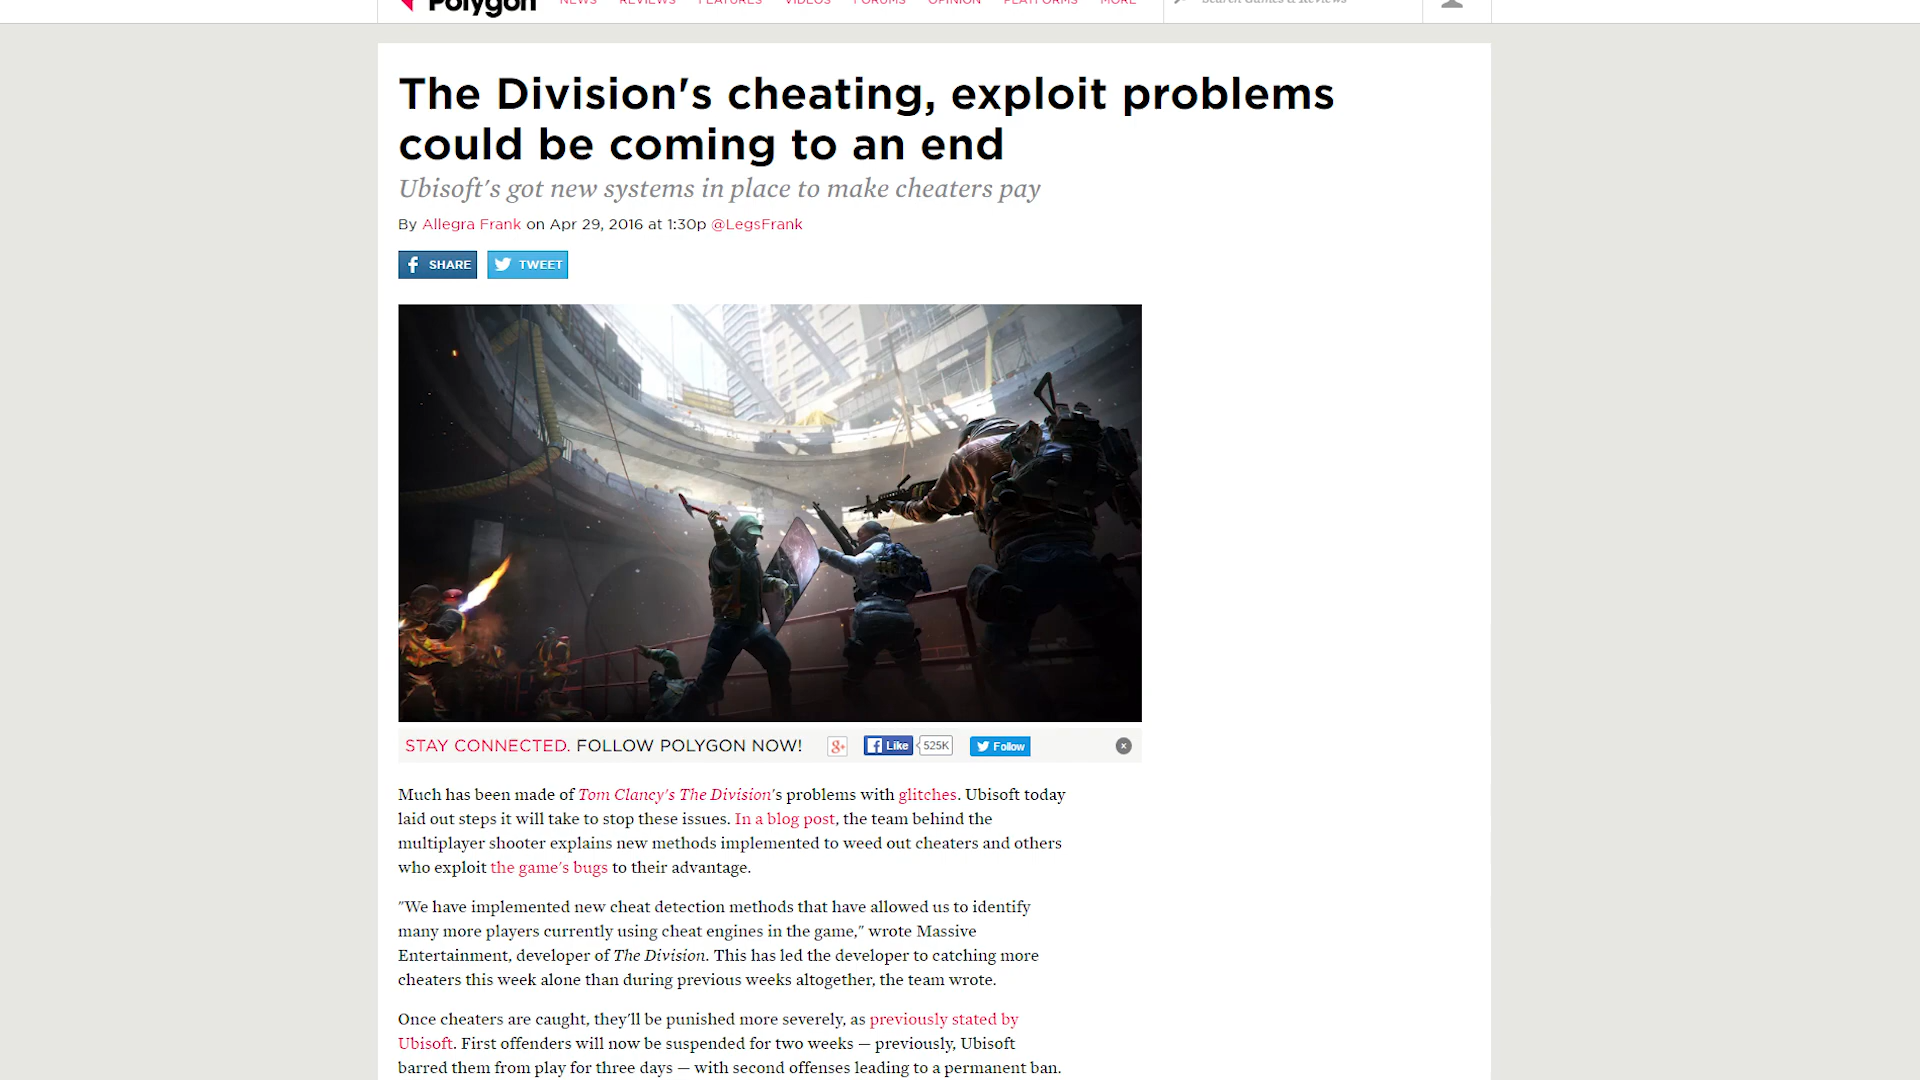 Polygon NEWS REVIEWS FEATURES VIDEOS FORUMS OPINION PLATFORMS MORE Search Games & Reviews
The Division's cheating, exploit problems
could be coming to an end
Ubisoft's got new systems in place to make cheaters pay
By Allegra Frank on Apr 29, 2016 at 1:30p @LegsFrank
SHARE TWEET
STAY CONNECTED. FOLLOW POLYGON NOW! g+ Like 525K Follow
Much has been made of Tom Clancy's The Division's problems with glitches. Ubisoft today
laid out steps it will take to stop these issues. In a blog post, the team behind the
multiplayer shooter explains new methods implemented to weed out cheaters and others
who exploit the game's bugs to their advantage.
"We have implemented new cheat detection methods that have allowed us to identify
many more players currently using cheat engines in the game," wrote Massive
Entertainment, developer of The Division. This has led the developer to catching more
cheaters this week alone than during previous weeks altogether, the team wrote.
Once cheaters are caught, they'll be punished more severely, as previously stated by
Ubisoft. First offenders will now be suspended for two weeks — previously, Ubisoft
barred them from play for three days — with second offenses leading to a permanent ban.